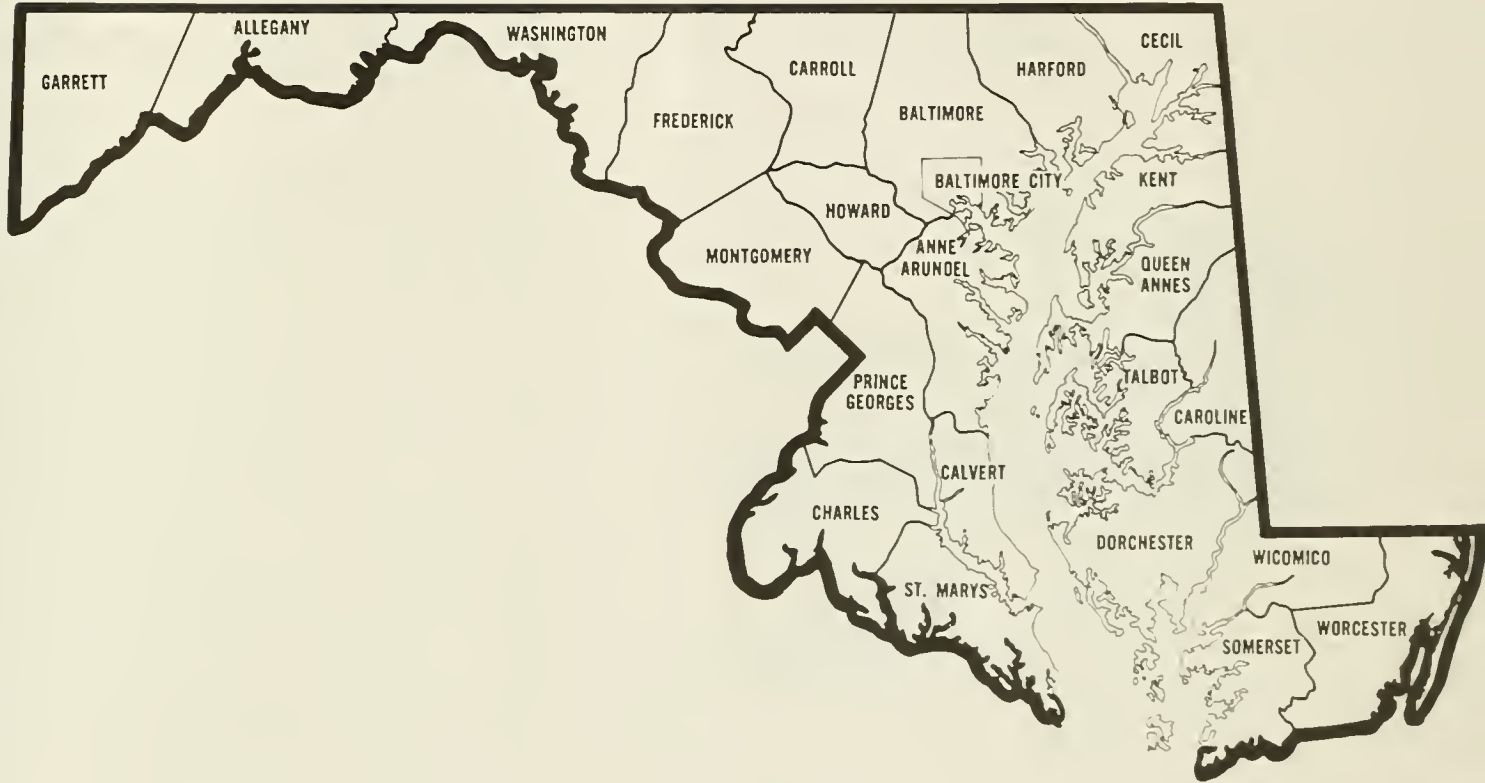 ALLEGANY
WASHINGTON
CECIL
GARRETT
CARROLL
HARFORD
FREDERICK
BALTIMORE
BALTIMORE CITY
KENT
HOWARD
MONTGOMERY
ANNE
ARUNDEL
QUEEN
ANNES
PRINCE
GEORGES
TALBOT
CAROLINE
CALVERT
CHARLES
DORCHESTER
WICOMICO
ST. MARYS
SOMERSET
WORCESTER